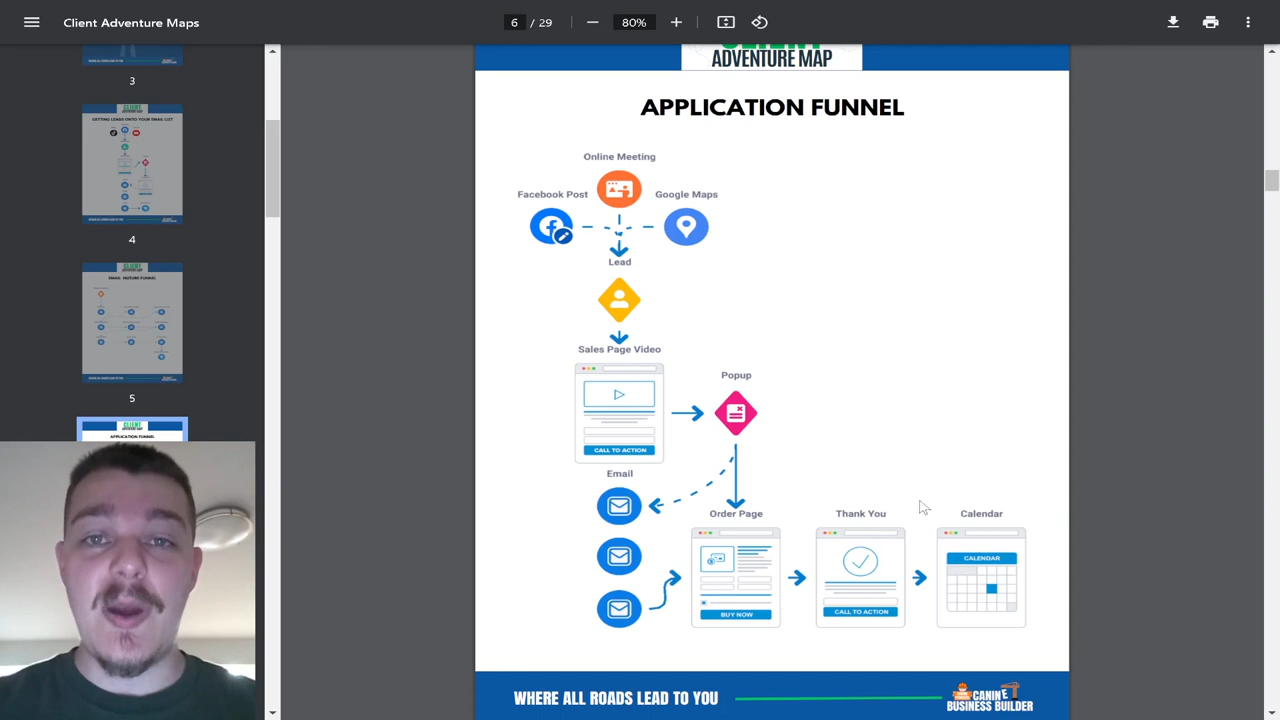 Client Adventure Maps
6 / 29
80%
ADVENTURE MAP
APPLICATION FUNNEL
Online Meeting
Facebook Post
Google Maps
Lead
Sales Page Video
Popup
CALL TO ACTION
Email
Order Page
Thank You
Calendar
CALENDAR
BUY NOW
CALL TO ACTION
WHERE ALL ROADS LEAD TO YOU
CANINE
BUSINESS BUILDER
3
GETTING LEADS ONTO YOUR EMAIL LIST
4
5
APPLICATION FUNNEL